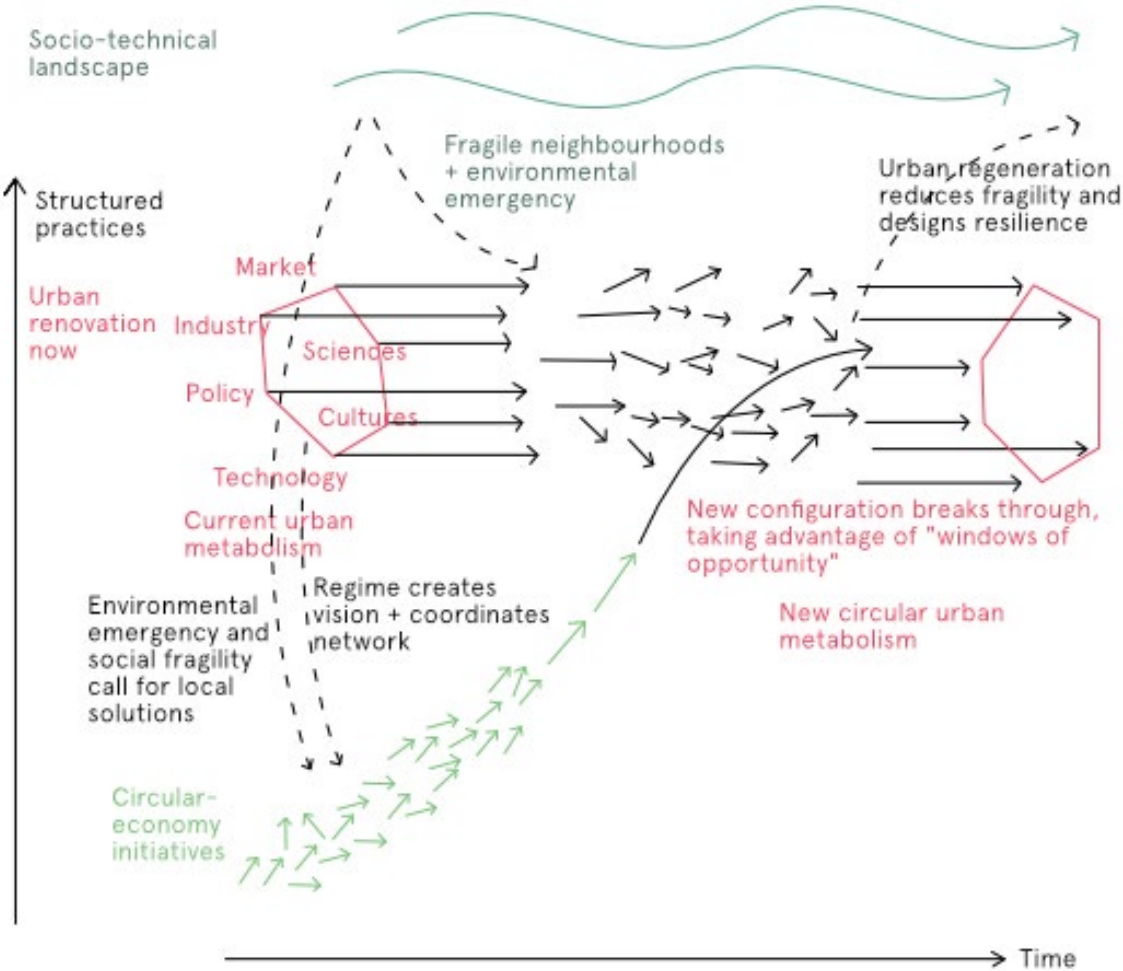 Socio-technical
landscape
Fragile neighbourhoods
+ environmental
emergency
Urban regeneration
reduces fragility and
designs resilience
Structured
practices
Urban
renovation
now
Market
Industry
Sciences
Policy
Cultures
Technology
Current urban
metabolism
New configuration breaks through,
taking advantage of "windows of
opportunity"
New circular urban
metabolism
Regime creates
vision + coordinates
network
Environmental
emergency and
social fragility
call for local
solutions
Circular-
economy
initiatives
Time